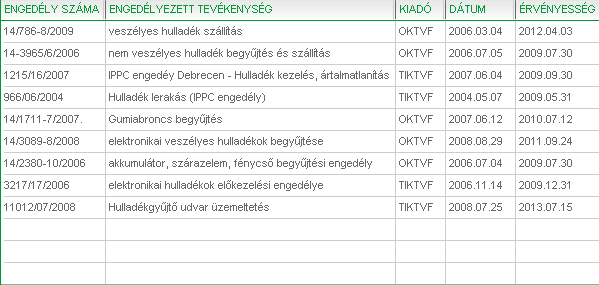 ENGEDÉLY SZÁMA ENGEDÉLYEZETT TEVÉKENYSÉG KIADÓ DÁTUM ÉRVÉNYESSÉG
14/786-8/2009 veszélyes hulladék szállítás OKTVF 2006.03.04 2012.04.03
14-3965/6/2006 nem veszélyes hulladék begyűjtés és szállítás OKTVF 2006.07.05 2009.07.30
1215/16/2007 IPPC engedéy Debrecen - Hulladék kezelés, ártalmatlanítás TIKTVF 2007.06.04 2009.09.30
966/06/2004 Hulladék lerakás (IPPC engedély) TIKTVF 2004.05.07 2009.05.31
14/1711-7/2007. Gumiabroncs begyűjtés OKTVF 2007.06.12 2010.07.12
14/3089-8/2008 elektronikai veszélyes hulladékok begyűjtése OKTVF 2008.08.29 2011.09.24
14/2380-10/2006 akkumulátor, szárazelem, fénycső begyűjtési engedély OKTVF 2006.07.04 2009.07.30
3217/17/2006 elektronikai hulladékok előkezelési engedélye TIKTVF 2006.11.14 2009.12.31
11012/07/2008 Hulladékgyűjtő udvar üzemeltetés TIKTVF 2008.07.25 2013.07.15